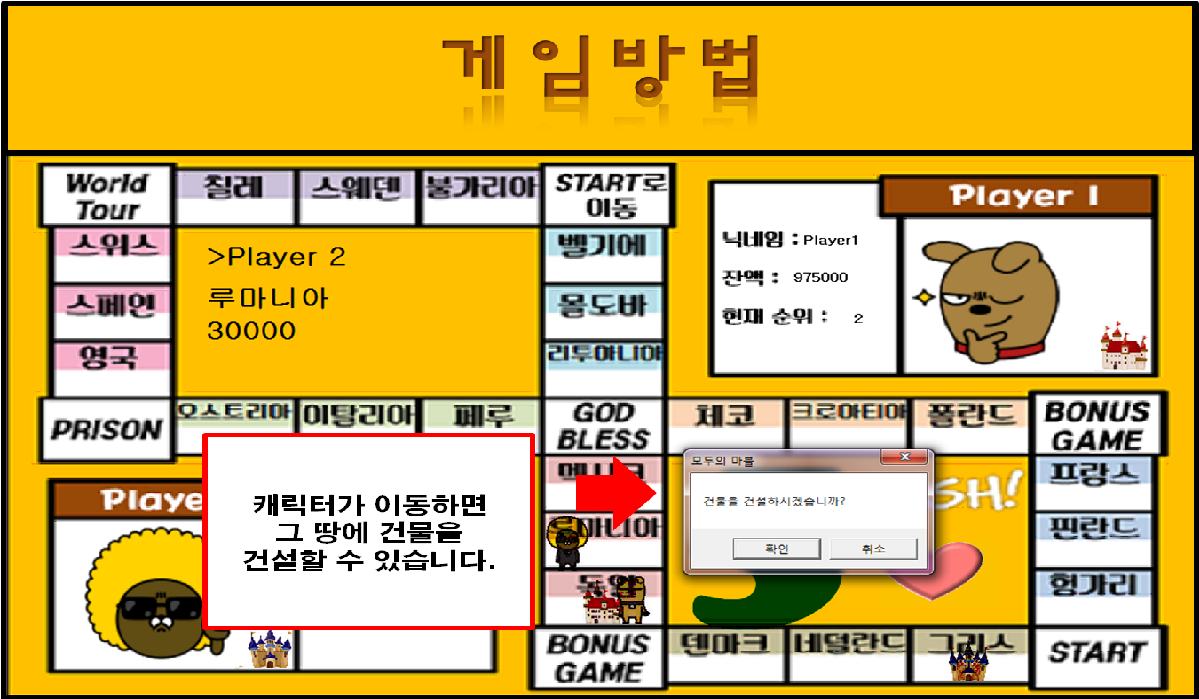 게임방법
World Tour
칠레
스웨덴
불가리아
START로 이동
스위스
스페인
영국
>Player 2
루마니아
30000
벨기에
몰도바
리투아니아
Player 1
닉네임 : Player1
잔액 : 975000
현재 순위 : 2
PRISON
오스트리아
이탈리아
페루
GOD BLESS
체코
크로아티아
폴란드
BONUS GAME
캐릭터가 이동하면
그 땅에 건물을
건설할 수 있습니다.
모두의 마블
건물을 건설하시겠습니까?
확인
취소
SH!
프랑스
핀란드
헝가리
Playe
마니아
독일
BONUS GAME
덴마크
네덜란드
그리스
START